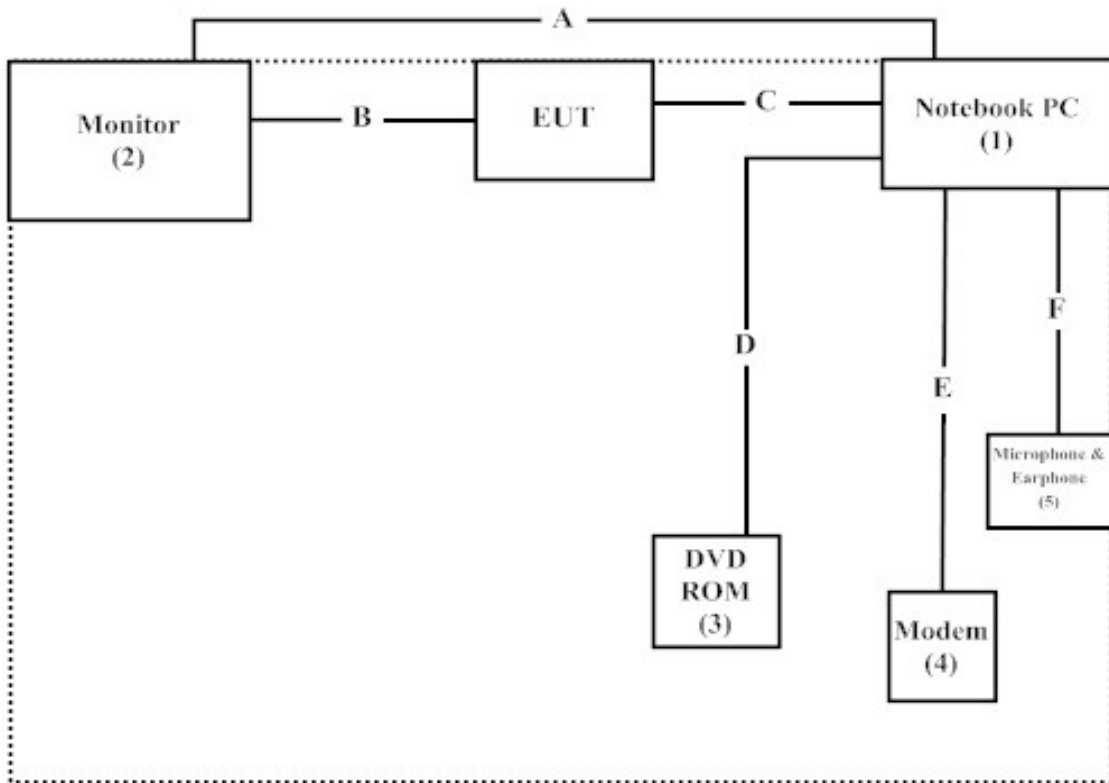 A
Monitor
(2)
B
EUT
C
Notebook PC
(1)
D
E
F
Microphone &
Earphone
(5)
DVD
ROM
(3)
Modem
(4)